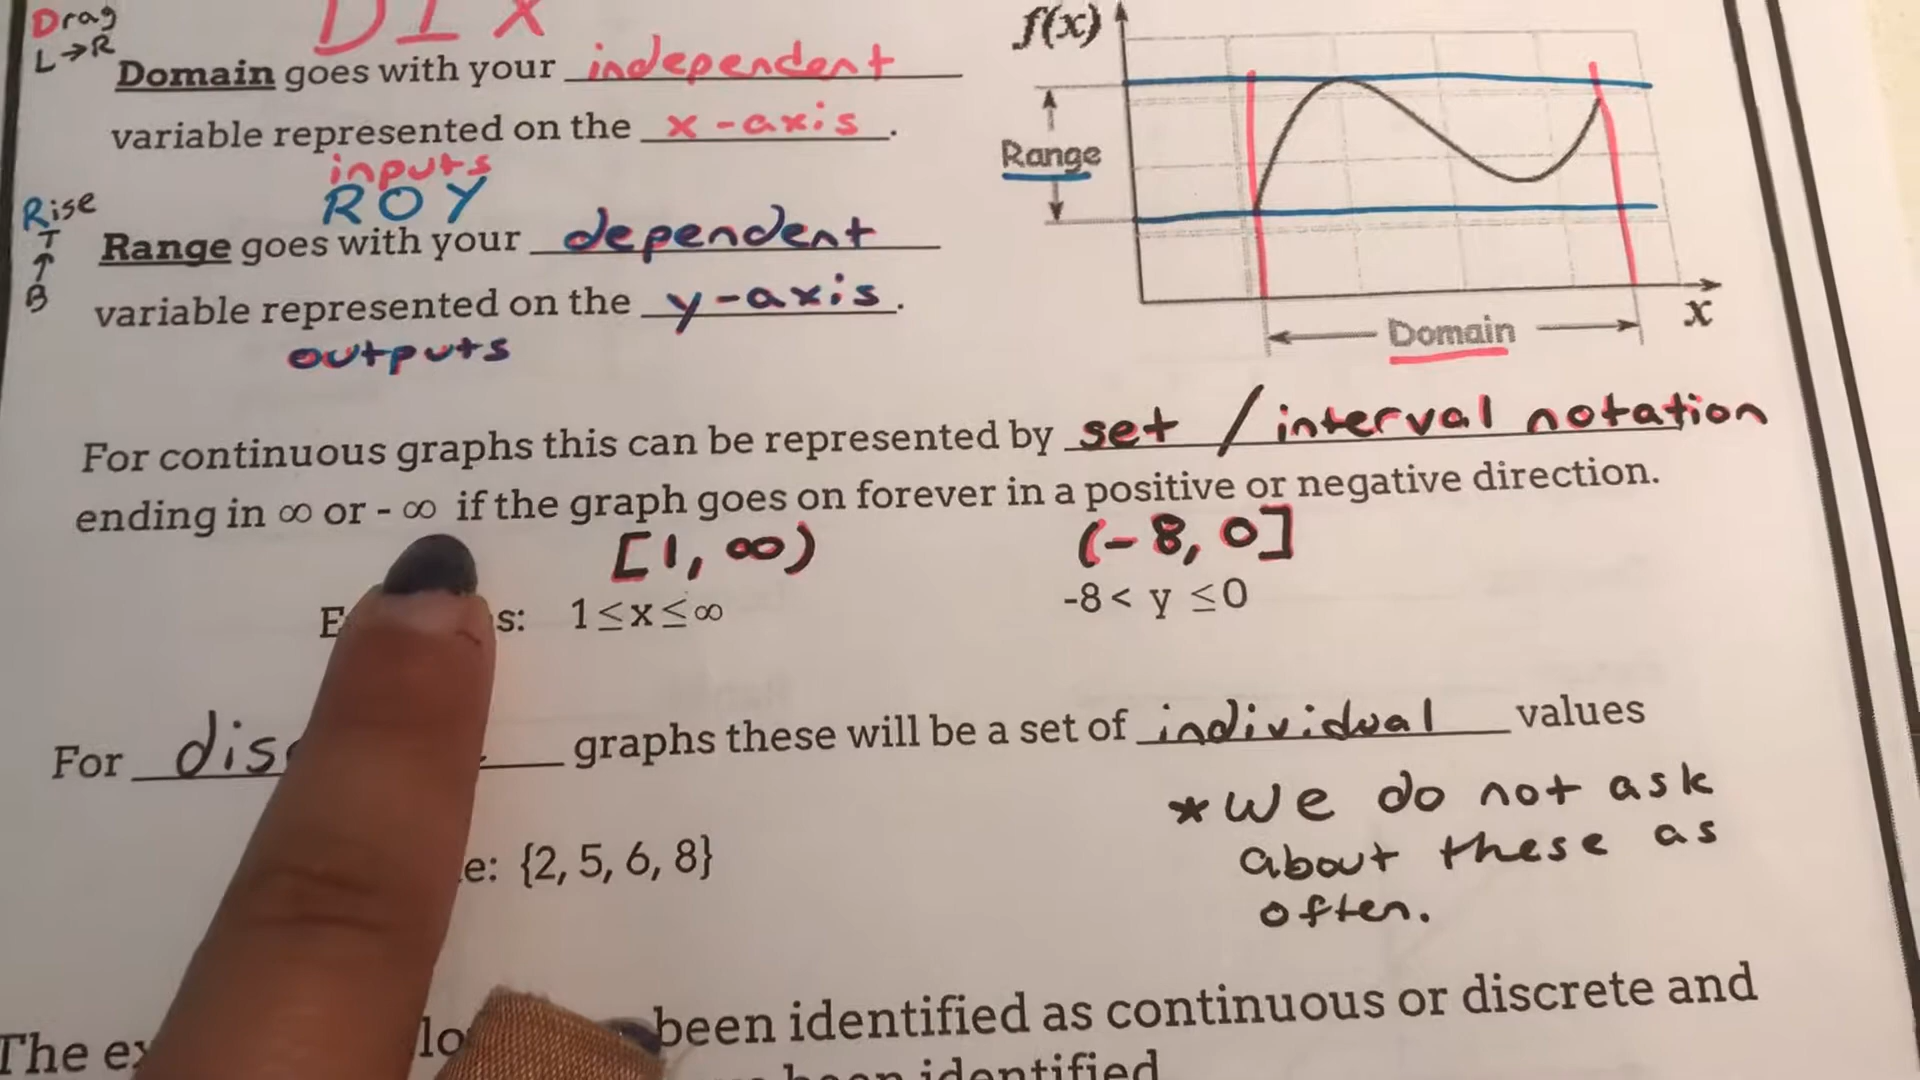 Drag
L→R
DIX
Domain goes with your independent
variable represented on the x-axis.
inputs
Rise
T
↑
B
ROY
Range goes with your dependent
variable represented on the y-axis.
outputs
f(x)
Range
Domain
x
For continuous graphs this can be represented by set / interval notation
ending in ∞ or - ∞ if the graph goes on forever in a positive or negative direction.
[1, ∞) (-8, 0]
1≤x≤∞ -8< y ≤0
For graphs these will be a set of individual values
*We do not ask
about these as
often.
{2, 5, 6, 8}
The been identified as continuous or discrete and
been identified